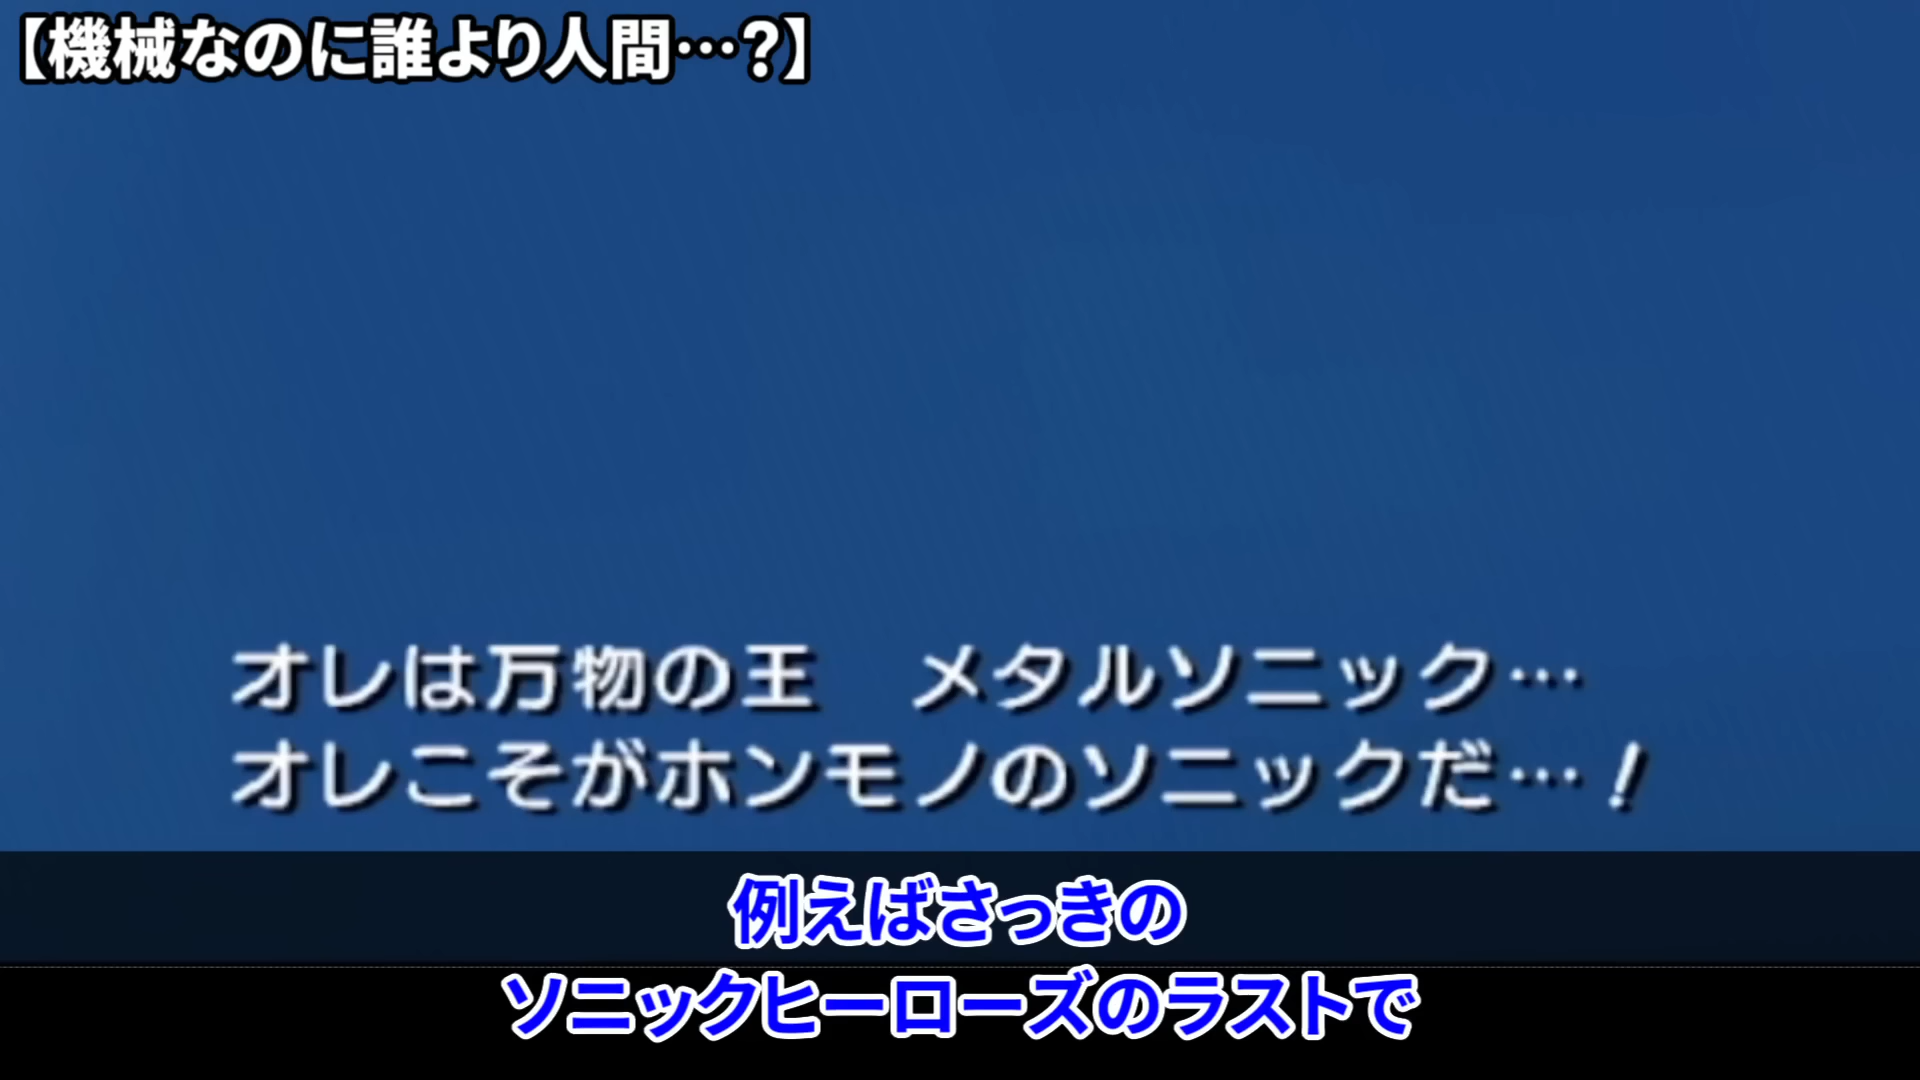 【機械なのに誰より人間…?】
オレは万物の王　メタルソニック…
オレこそがホンモノのソニックだ…！
例えばさっきの
ソニックヒーローズのラストで